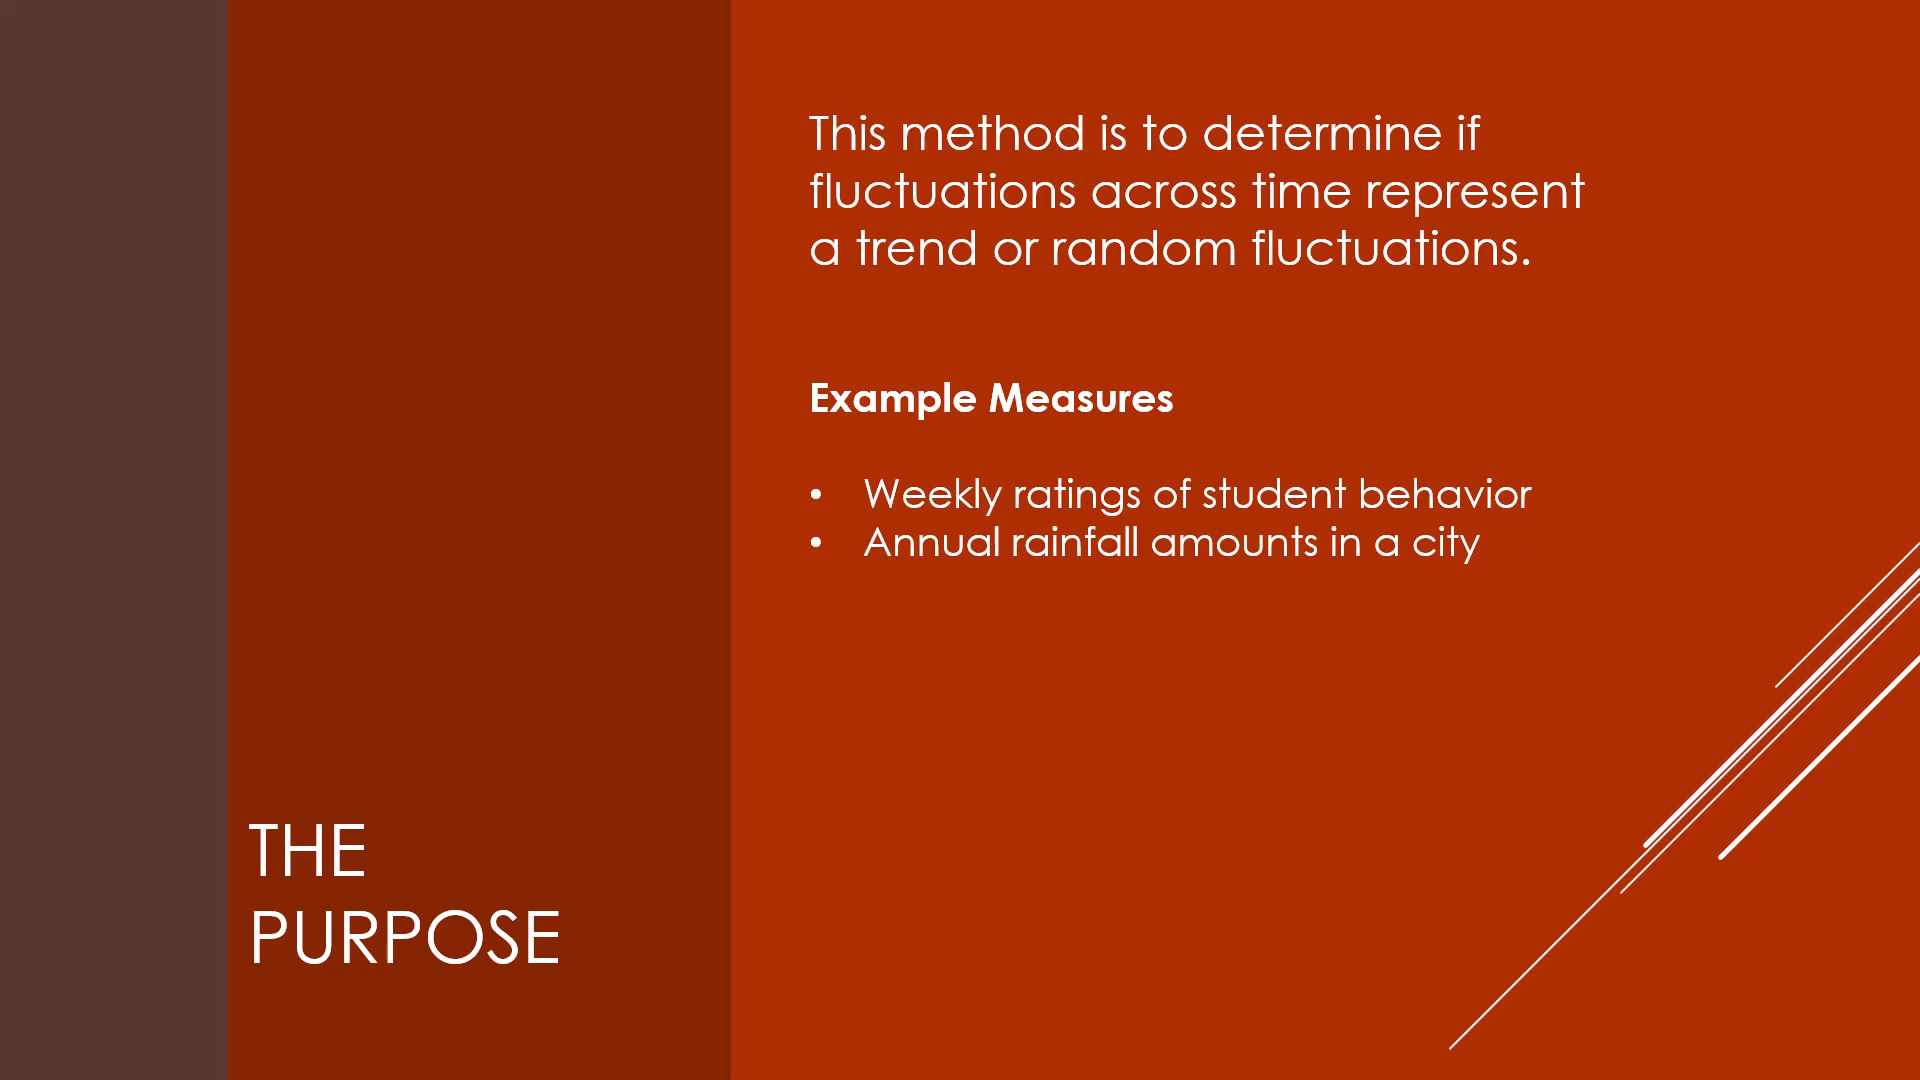 This method is to determine if
fluctuations across time represent
a trend or random fluctuations.
Example Measures
• Weekly ratings of student behavior
• Annual rainfall amounts in a city
THE
PURPOSE